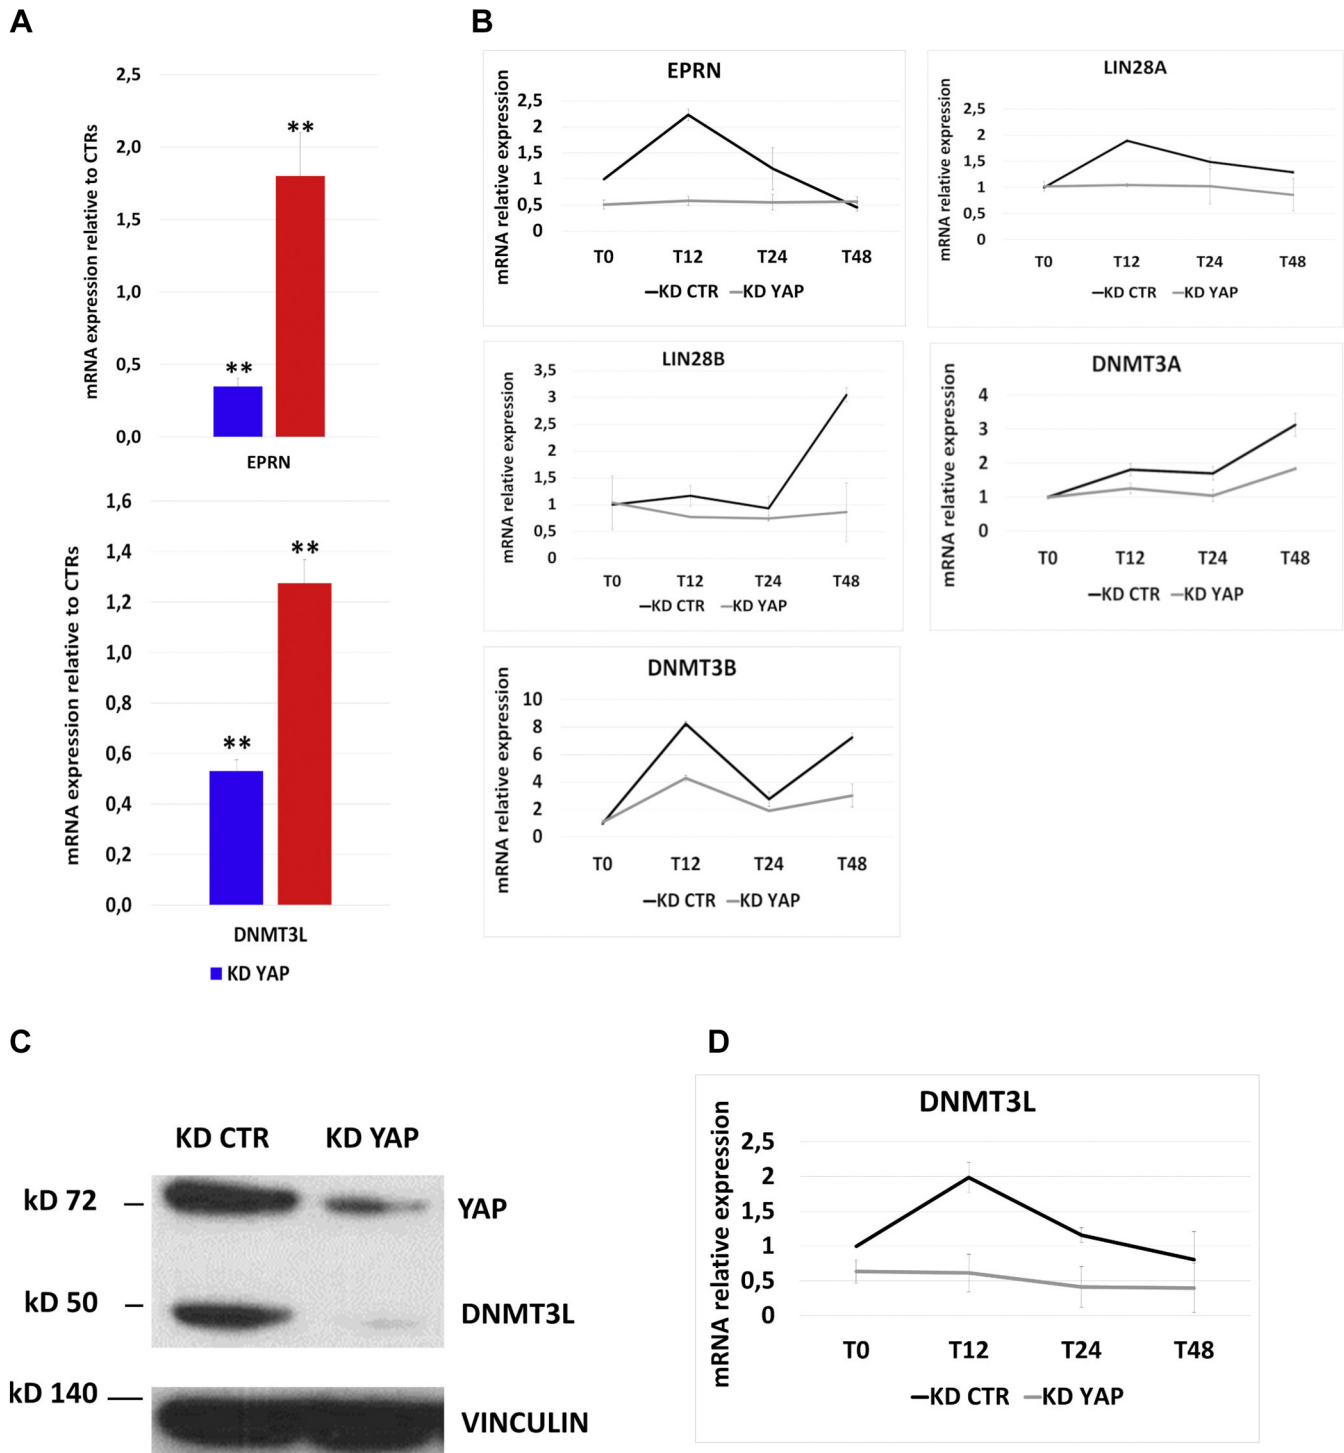 A
mRNA expression relative to CTRs
2,5
2,0
1,5
1,0
0,5
0,0
**
**
EPRN
mRNA expression relative to CTRs
1,6
1,4
1,2
1,0
0,8
0,6
0,4
0,2
0,0
**
**
DNMT3L
KD YAP
B
EPRN
mRNA relative expression
2,5
2
1,5
1
0,5
0
T0 T12 T24 T48
KD CTR KD YAP
LIN28A
mRNA relative expression
2,5
2
1,5
1
0,5
0
T0 T12 T24 T48
KD CTR KD YAP
LIN28B
mRNA relative expression
3,5
3
2,5
2
1,5
1
0,5
0
T0 T12 T24 T48
KD CTR KD YAP
DNMT3A
mRNA relative expression
4
3
2
1
0
T0 T12 T24 T48
KD CTR KD YAP
DNMT3B
mRNA relative expression
10
8
6
4
2
0
T0 T12 T24 T48
KD CTR KD YAP
C
KD CTR KD YAP
kD 72 YAP
kD 50 DNMT3L
kD 140 VINCULIN
D
DNMT3L
mRNA relative expression
2,5
2
1,5
1
0,5
0
T0 T12 T24 T48
KD CTR KD YAP